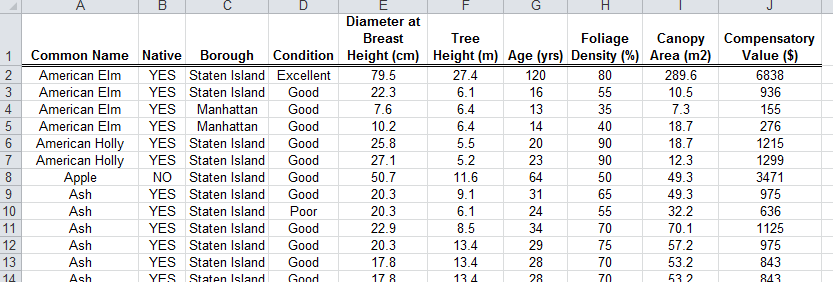 A B C D E F G H I J
1 Common Name Native Borough Condition Diameter at Breast Height (cm) Tree Height (m) Age (yrs) Foliage Density (%) Canopy Area (m2) Compensatory Value ($)
2 American Elm YES Staten Island Excellent 79.5 27.4 120 80 289.6 6838
3 American Elm YES Staten Island Good 22.3 6.1 16 55 10.5 936
4 American Elm YES Manhattan Good 7.6 6.4 13 35 7.3 155
5 American Elm YES Manhattan Good 10.2 6.4 14 40 18.7 276
6 American Holly YES Staten Island Good 25.8 5.5 20 90 18.7 1215
7 American Holly YES Staten Island Good 27.1 5.2 23 90 12.3 1299
8 Apple NO Staten Island Good 50.7 11.6 64 50 49.3 3471
9 Ash YES Staten Island Good 20.3 9.1 31 65 49.3 975
10 Ash YES Staten Island Poor 20.3 6.1 24 55 32.2 636
11 Ash YES Staten Island Good 22.9 8.5 34 70 70.1 1125
12 Ash YES Staten Island Good 20.3 13.4 29 75 57.2 975
13 Ash YES Staten Island Good 17.8 13.4 28 70 53.2 843
14 Ash YES Staten Island Good 17.8 13.4 28 70 53.2 843